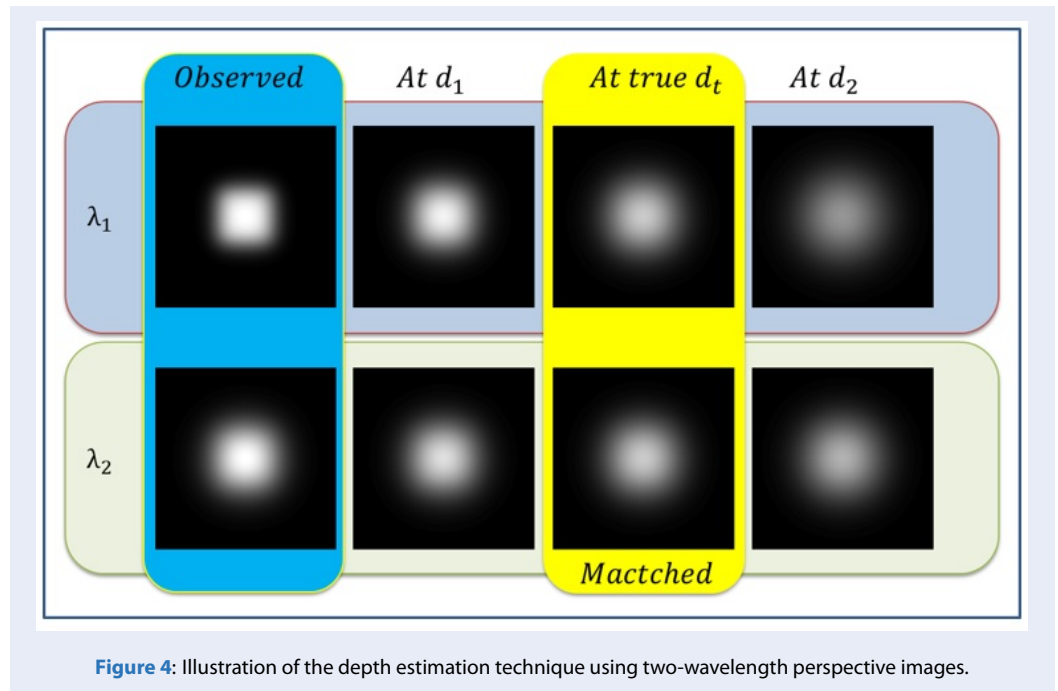 Observed At d₁ At true dₜ At d₂
λ₁
λ₂
Mactched
Figure 4: Illustration of the depth estimation technique using two-wavelength perspective images.